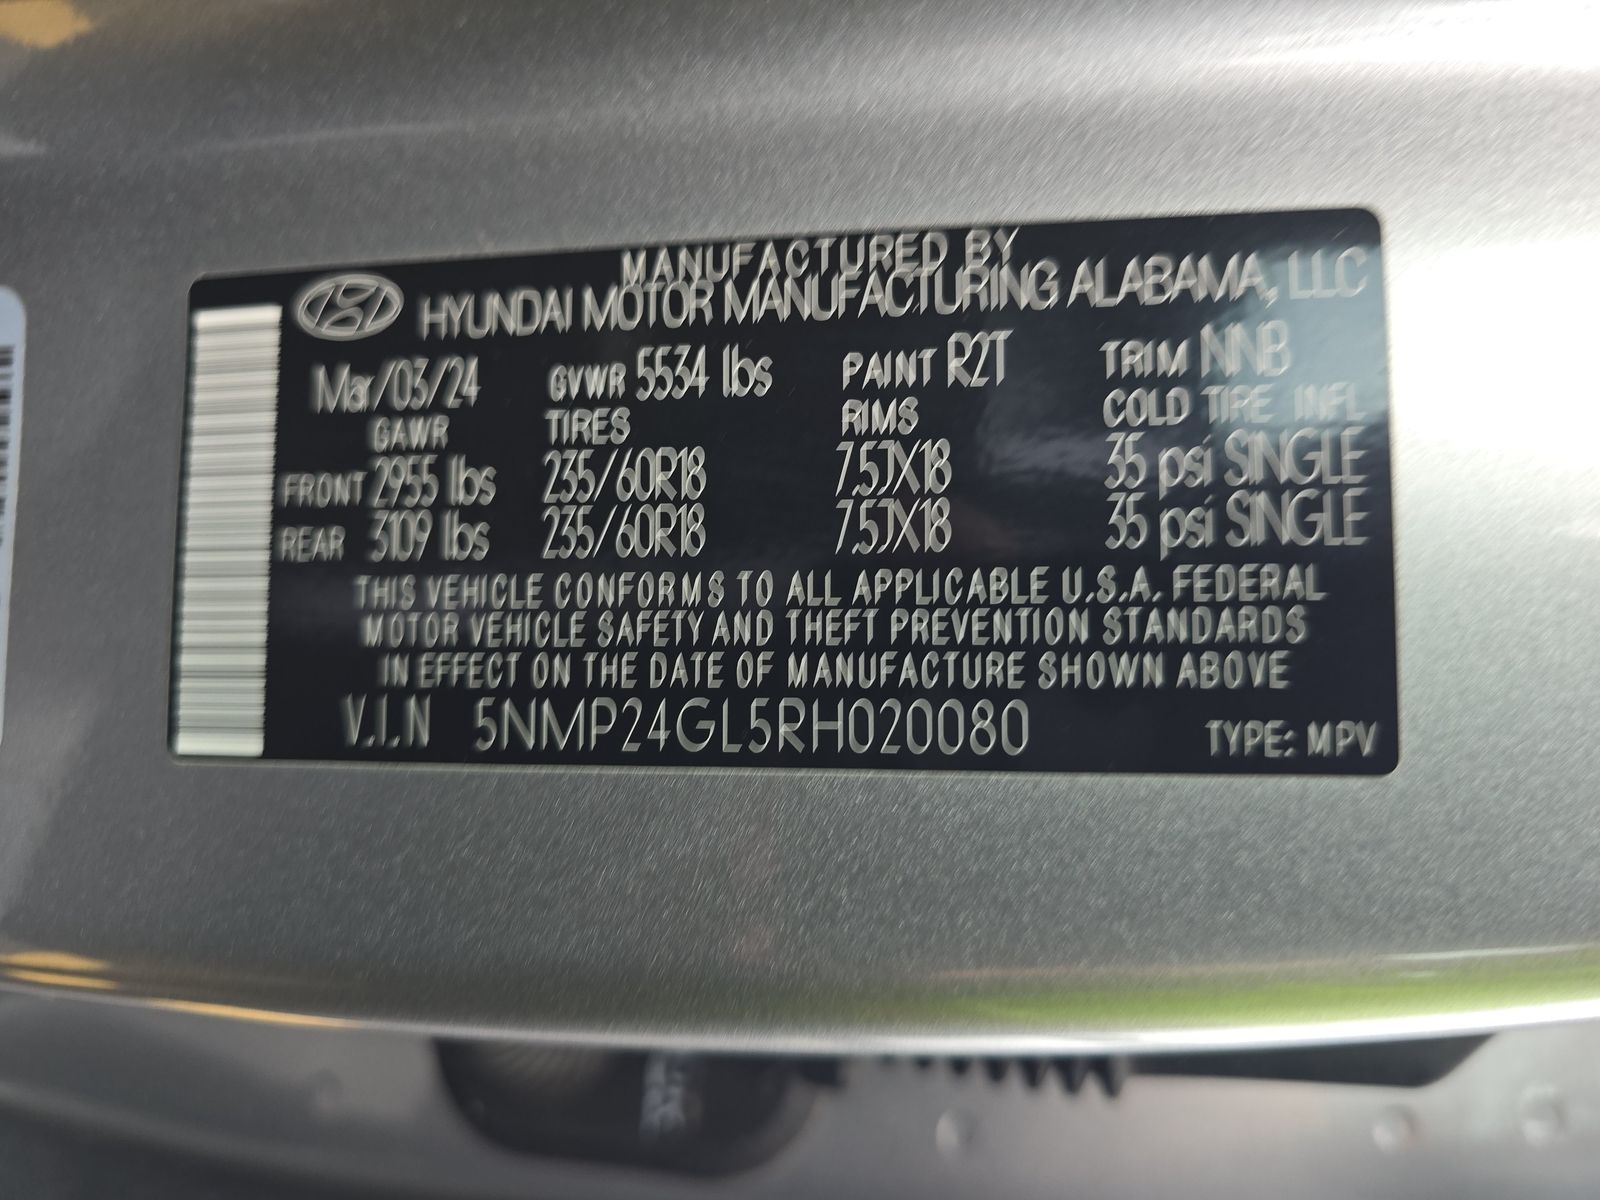 MANUFACTURED BY
HYUNDAI MOTOR MANUFACTURING ALABAMA, LLC
Mar/03/24 GVWR 5534 lbs PAINT R2T TRIM NNB
GAWR TIRES RIMS COLD TIRE INFL
FRONT 2955 lbs 235/60R18 7.5JX18 35 psi SINGLE
REAR 3109 lbs 235/60R18 7.5JX18 35 psi SINGLE
THIS VEHICLE CONFORMS TO ALL APPLICABLE U.S.A. FEDERAL
MOTOR VEHICLE SAFETY AND THEFT PREVENTION STANDARDS
IN EFFECT ON THE DATE OF MANUFACTURE SHOWN ABOVE
V.I.N 5NMP24GL5RH020080 TYPE: MPV